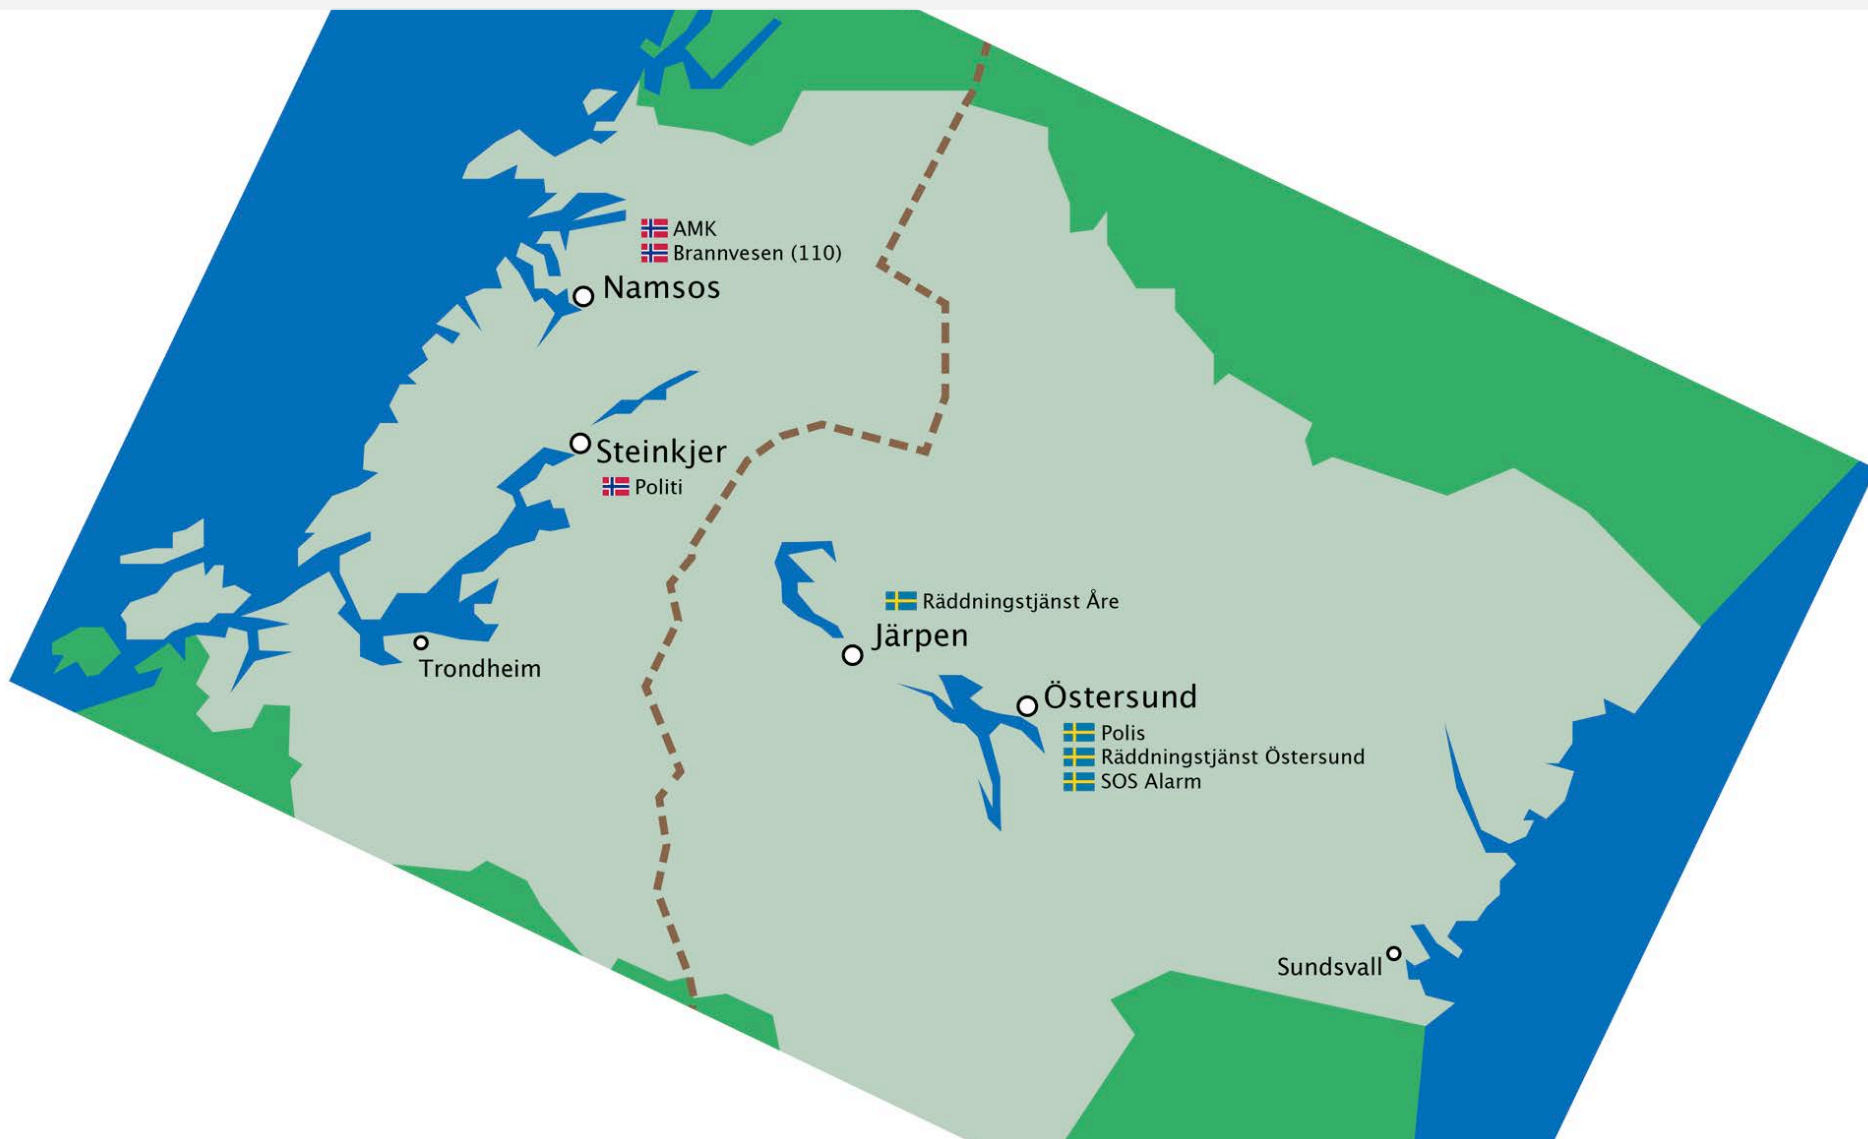 AMK
Brannvesen (110)
Namsos
Steinkjer
Politi
Räddningstjänst Åre
Järpen
Trondheim
Östersund
Polis
Räddningstjänst Östersund
SOS Alarm
Sundsvall